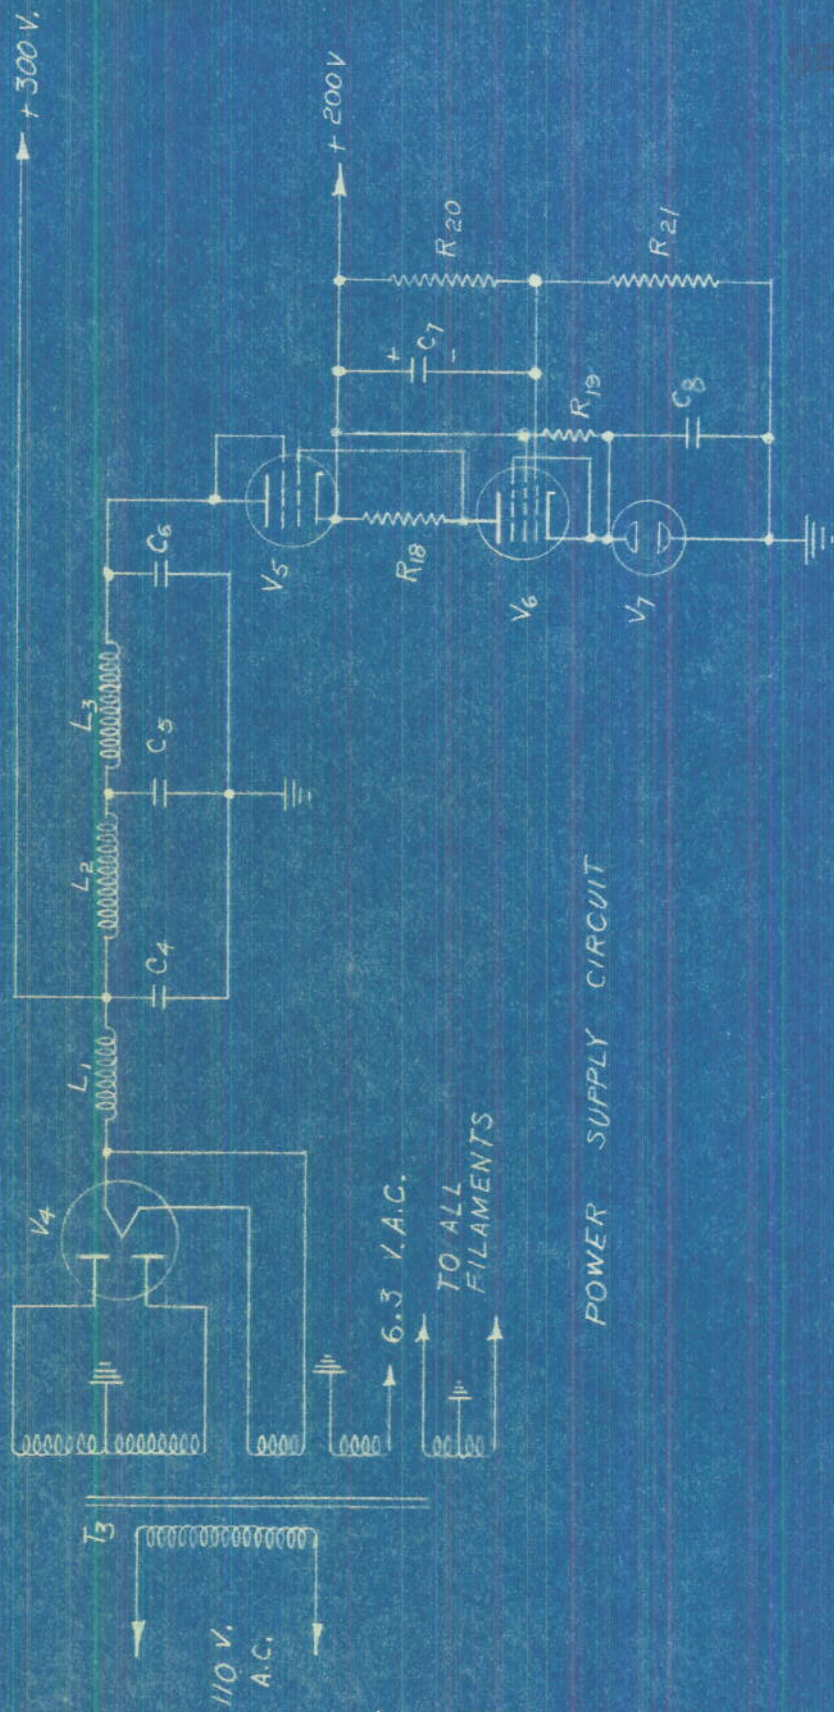 110 V.
A.C.
T3
V4
L1
L2
L3
C4
C5
C6
+300 V.
6.3 V.A.C.
TO ALL
FILAMENTS
V5
R18
V6
V7
+200V
C7
+
-
R20
R19
C8
R21
POWER SUPPLY CIRCUIT